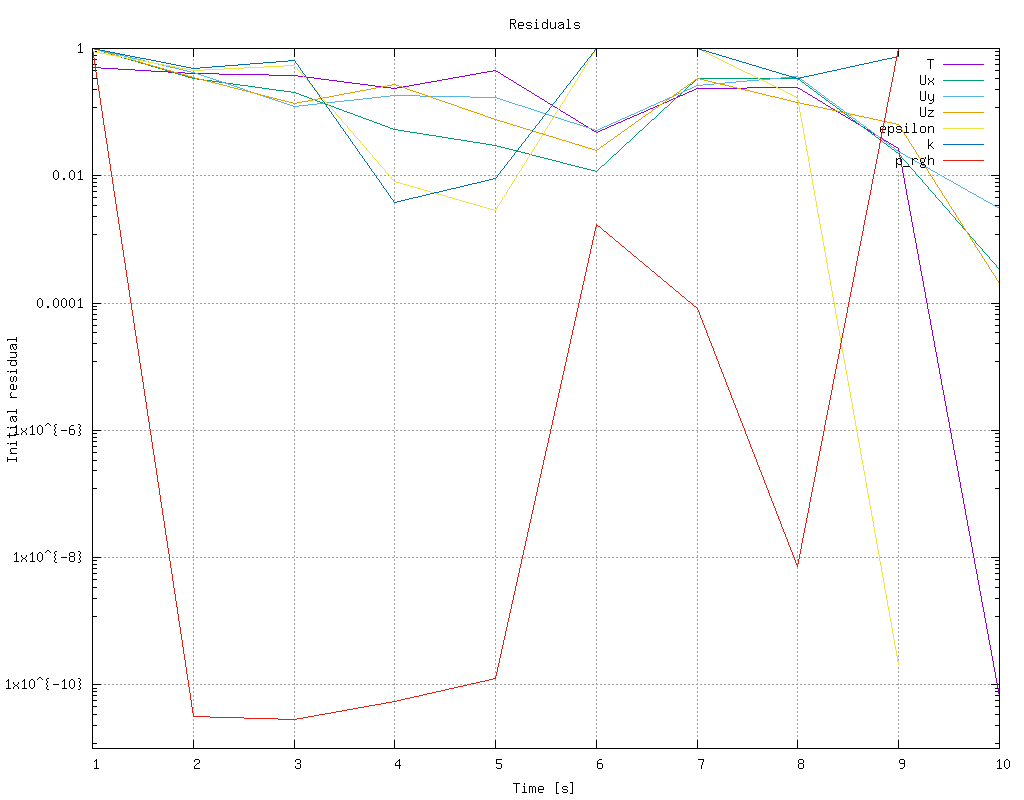 Residuals
1
0.01
0.0001
1x10^{-6}
1x10^{-8}
1x10^{-10}
Initial residual
T
Ux
Uy
Uz
epsilon
k
p_rgh
1 2 3 4 5 6 7 8 9 10
Time [s]